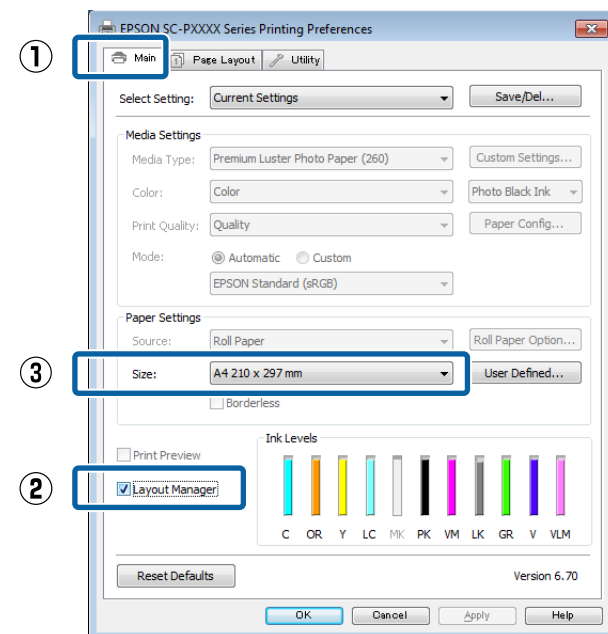 EPSON SC-PXXXX Series Printing Preferences
①
Main
Page Layout
Utility
Select Setting:
Current Settings
Save/Del...
Media Settings
Media Type:
Premium Luster Photo Paper (260)
Custom Settings...
Color:
Color
Photo Black Ink
Print Quality:
Quality
Paper Config...
Mode:
Automatic
Custom
EPSON Standard (sRGB)
Paper Settings
Source:
Roll Paper
Roll Paper Option...
③
Size:
A4 210 x 297 mm
User Defined...
Borderless
Ink Levels
Print Preview
②
Layout Manager
C OR Y LC MK PK VM LK GR V VLM
Reset Defaults
Version 6.70
OK
Cancel
Apply
Help